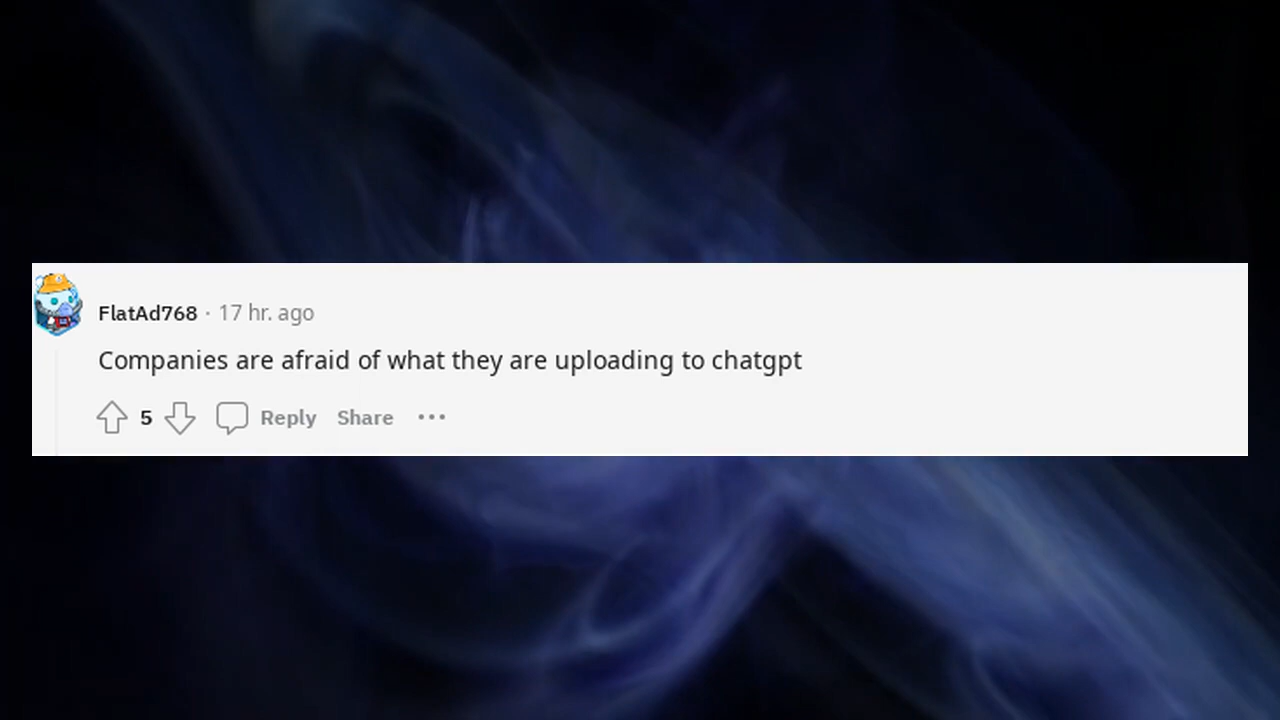 FlatAd768 · 17 hr. ago
Companies are afraid of what they are uploading to chatgpt
5 Reply Share ···